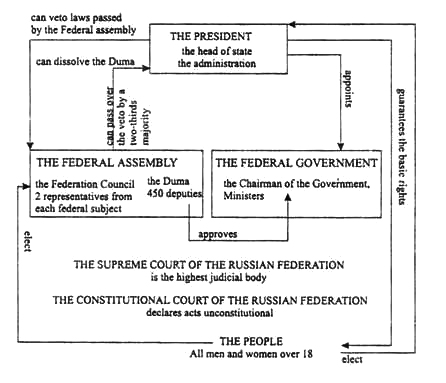 can veto laws passed
by the Federal assembly
THE PRESIDENT
the head of state
the administration
can dissolve the Duma
can pass over
the veto by a
two-thirds
majority
appoints
guarantees the basic
rights
THE FEDERAL ASSEMBLY
the Federation Council
2 representatives from
each federal subject
the Duma
450 deputies
THE FEDERAL GOVERNMENT
the Chairman of the Government,
Ministers
elect
approves
THE SUPREME COURT OF THE RUSSIAN FEDERATION
is the highest judicial body
THE CONSTITUTIONAL COURT OF THE RUSSIAN FEDERATION
declares acts unconstitutional
THE PEOPLE
All men and women over 18
elect